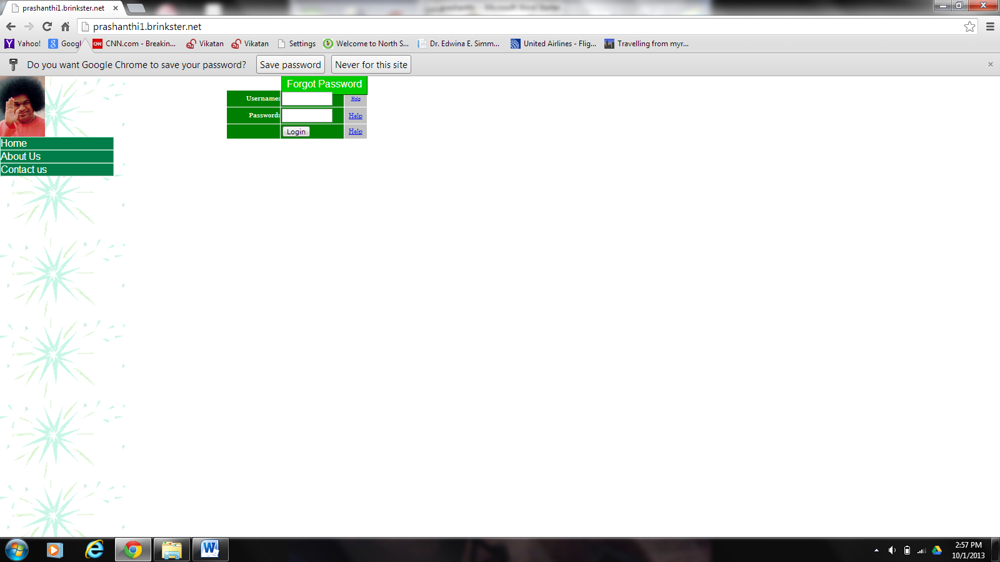 prashanthi1.brinkster.net
prashanthi1.brinkster.net
Yahoo! Googl CNN.com - Breakin... Vikatan Vikatan Settings Welcome to North S... Dr. Edwina E. Simm... United Airlines - Flig... Travelling from myr...
Do you want Google Chrome to save your password? Save password Never for this site
Forgot Password
Username: Help
Password: Help
Login Help
Home
About Us
Contact us
2:57 PM
10/1/2013